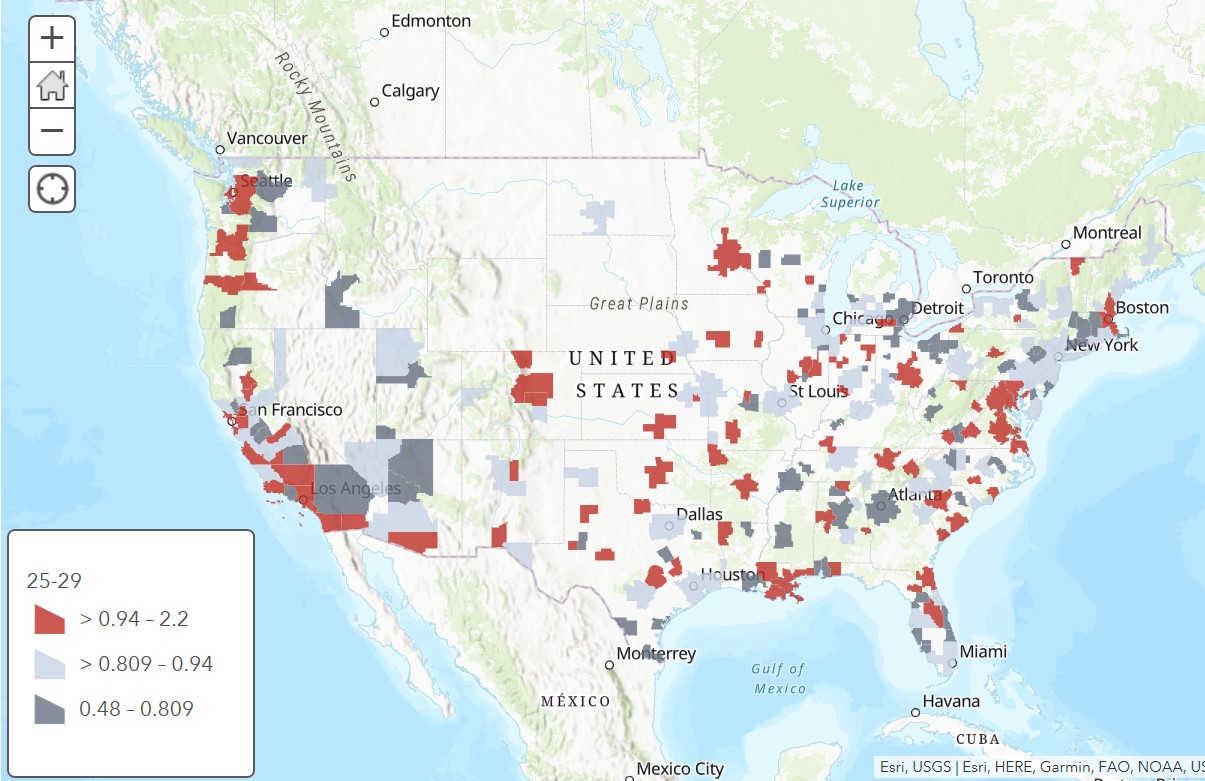 +
−
Edmonton
Calgary
Rocky Mountains
Vancouver
Seattle
Lake
Superior
Montreal
Toronto
Great Plains
Chicago
Detroit
Boston
New York
UNITED
STATES
St Louis
San Francisco
Los Angeles
Atlanta
Dallas
Houston
Monterrey
Miami
Gulf of
Mexico
MÉXICO
Havana
CUBA
Mexico City
25-29
> 0.94 – 2.2
> 0.809 – 0.94
0.48 – 0.809
Esri, USGS | Esri, HERE, Garmin, FAO, NOAA, US